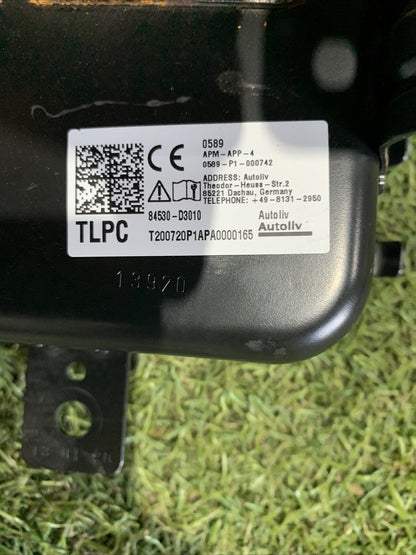 0589
APM-APP-4
0589-P1-000742
ADDRESS: Autoliv
Theodor-Heuss-Str.2
85221 Dachau, Germany
TELEPHONE: +49-8131-2950
84530-D3010
Autoliv
TLPC
T200720P1APA0000165
Autoliv
13920